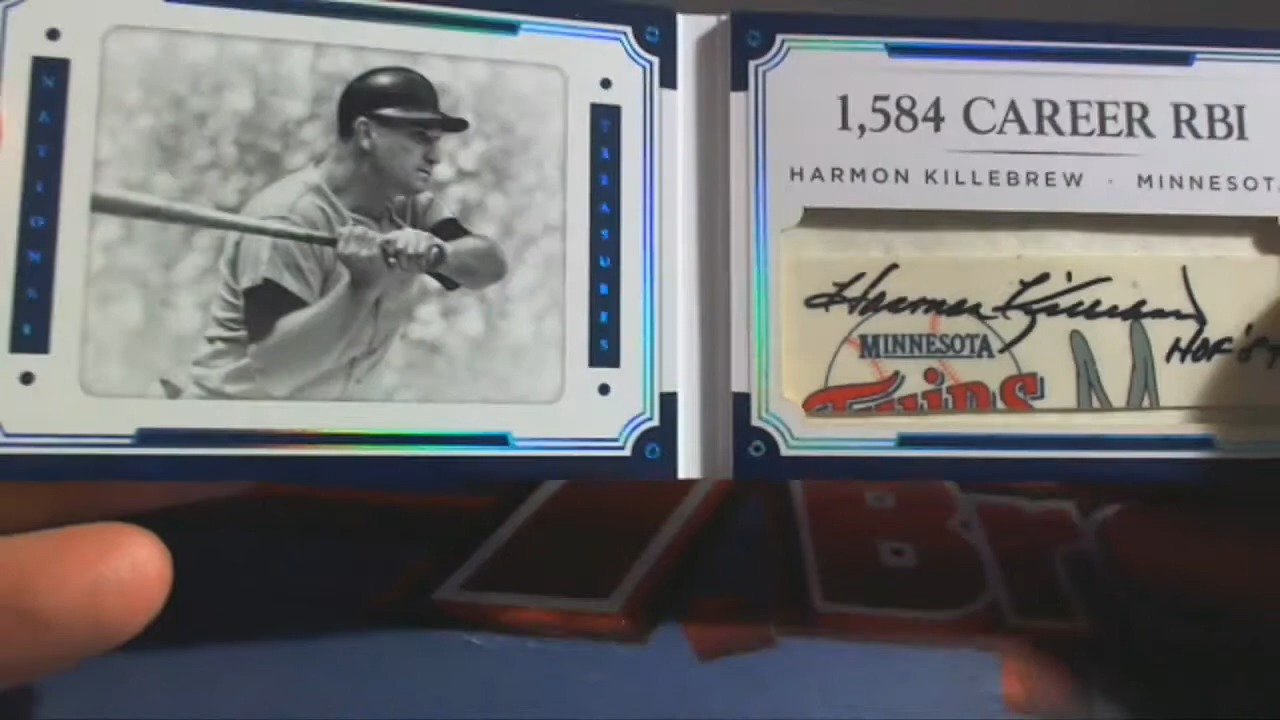 NATIONAL
TREASURES
1,584 CAREER RBI
HARMON KILLEBREW · MINNESOTA
Harmon Killebrew
HOF '84
MINNESOTA
Twins